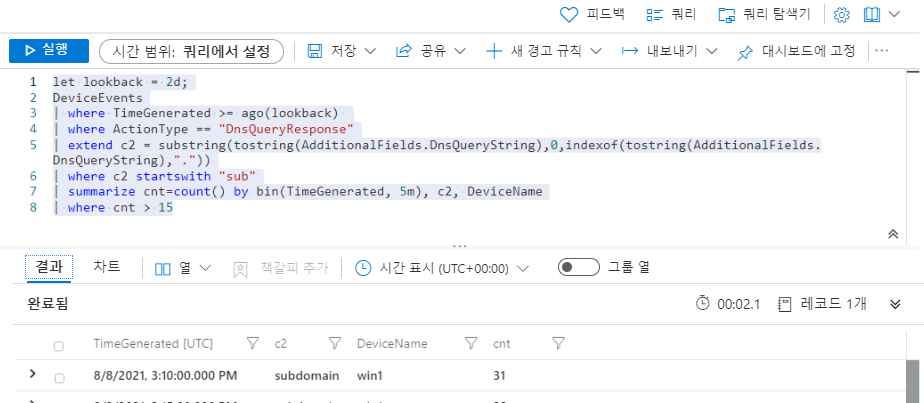 피드백 쿼리 쿼리 탐색기
실행 시간 범위: 쿼리에서 설정 저장 공유 새 경고 규칙 내보내기 대시보드에 고정 ···
1 let lookback = 2d;
2 DeviceEvents
3 | where TimeGenerated >= ago(lookback)
4 | where ActionType == "DnsQueryResponse"
5 | extend c2 = substring(tostring(AdditionalFields.DnsQueryString),0,indexof(tostring(AdditionalFields.
DnsQueryString),"."))
6 | where c2 startswith "sub"
7 | summarize cnt=count() by bin(TimeGenerated, 5m), c2, DeviceName
8 | where cnt > 15
결과 차트 열 책갈피 추가 시간 표시 (UTC+00:00) 그룹 열
완료됨 00:02.1 레코드 1개
TimeGenerated [UTC] c2 DeviceName cnt
8/8/2021, 3:10:00.000 PM subdomain win1 31